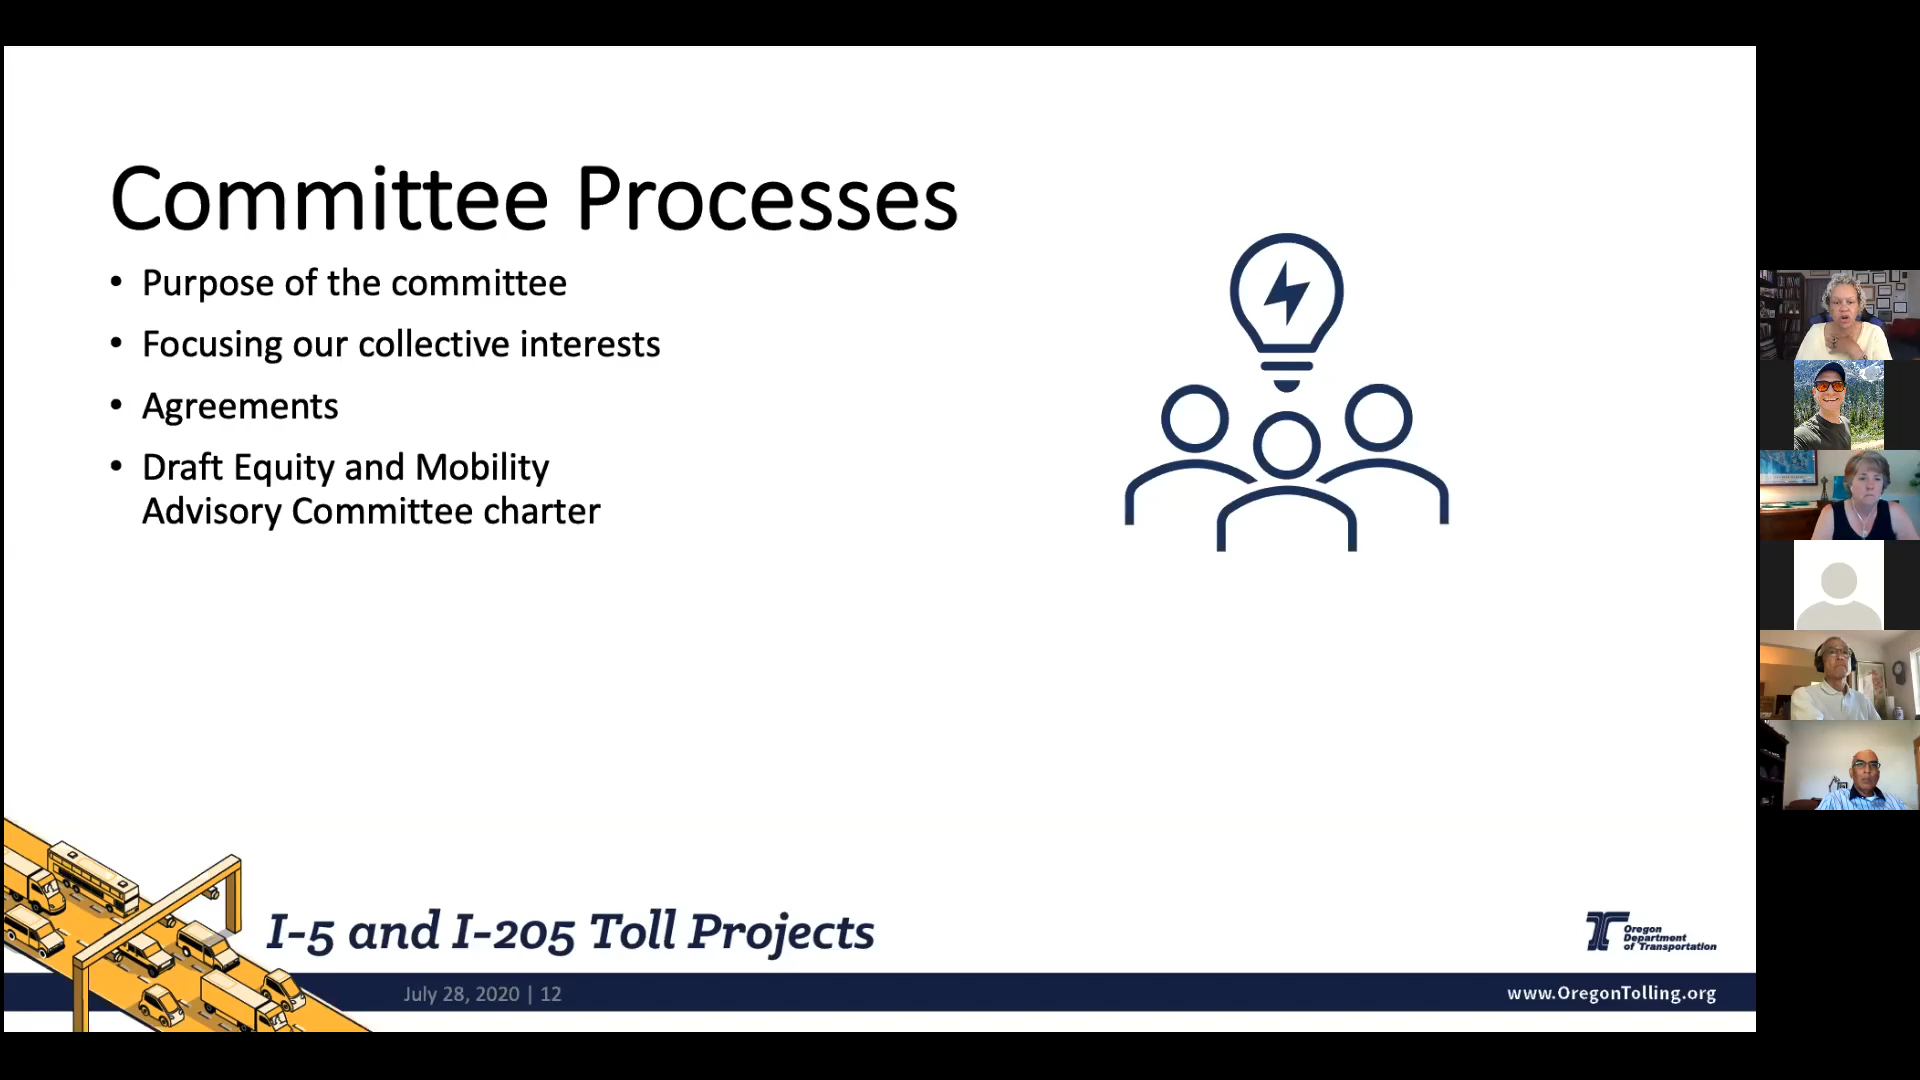 Committee Processes
• Purpose of the committee
• Focusing our collective interests
• Agreements
• Draft Equity and Mobility
Advisory Committee charter
I-5 and I-205 Toll Projects
Oregon
Department
of Transportation
July 28, 2020 | 12
www.OregonTolling.org